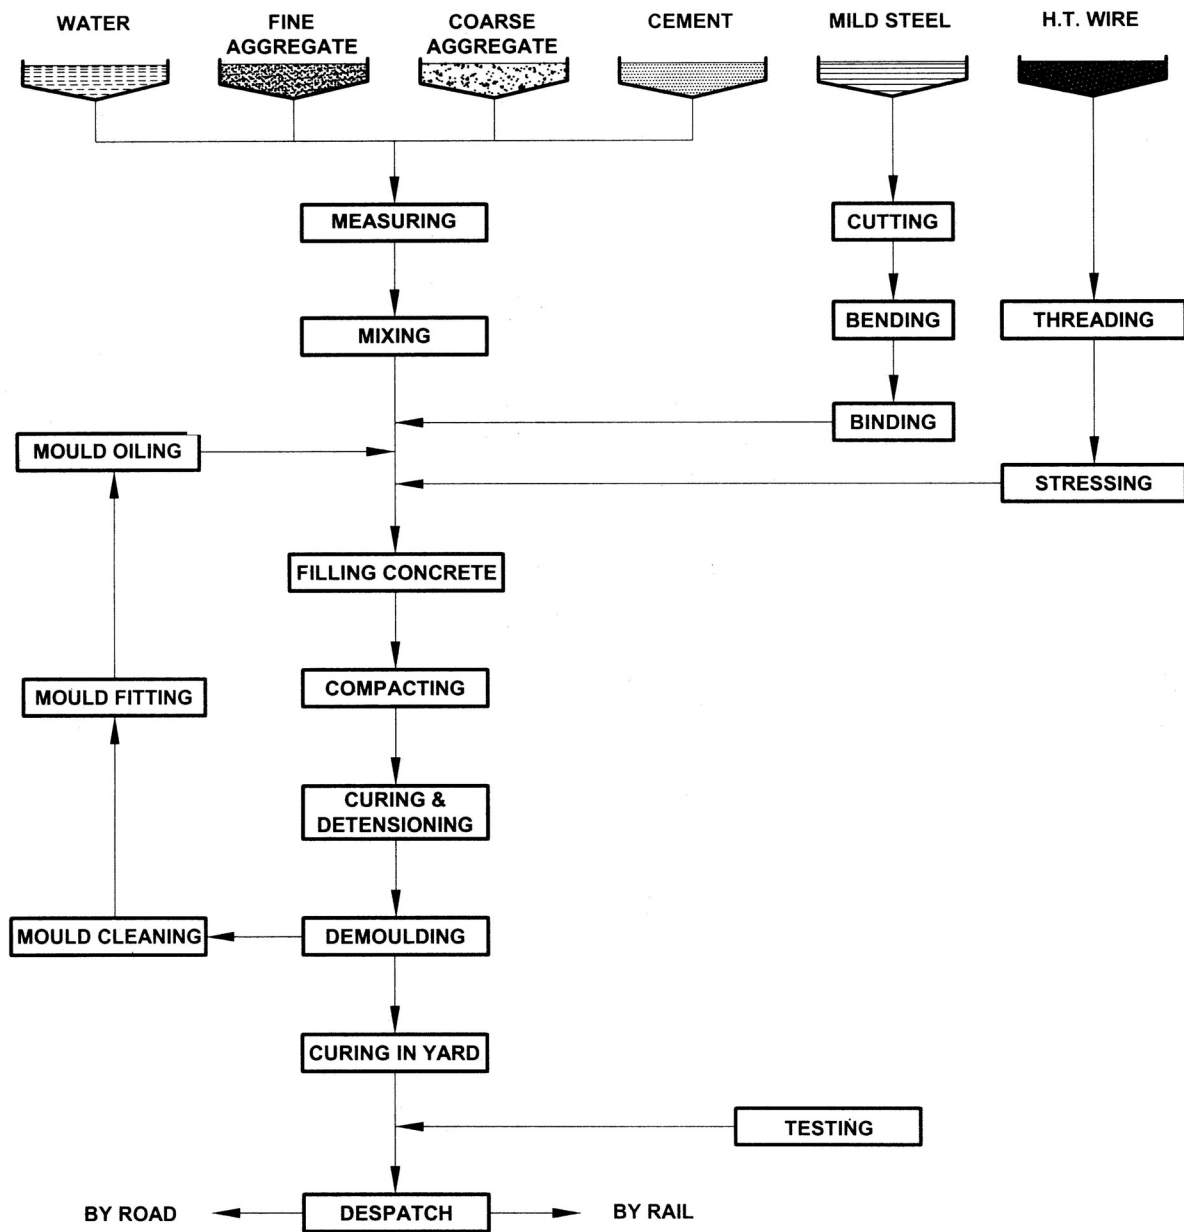 WATER
FINE
AGGREGATE
COARSE
AGGREGATE
CEMENT
MILD STEEL
H.T. WIRE
MEASURING
CUTTING
MIXING
BENDING
THREADING
BINDING
MOULD OILING
STRESSING
FILLING CONCRETE
MOULD FITTING
COMPACTING
CURING &
DETENSIONING
MOULD CLEANING
DEMOULDING
CURING IN YARD
TESTING
BY ROAD
DESPATCH
BY RAIL